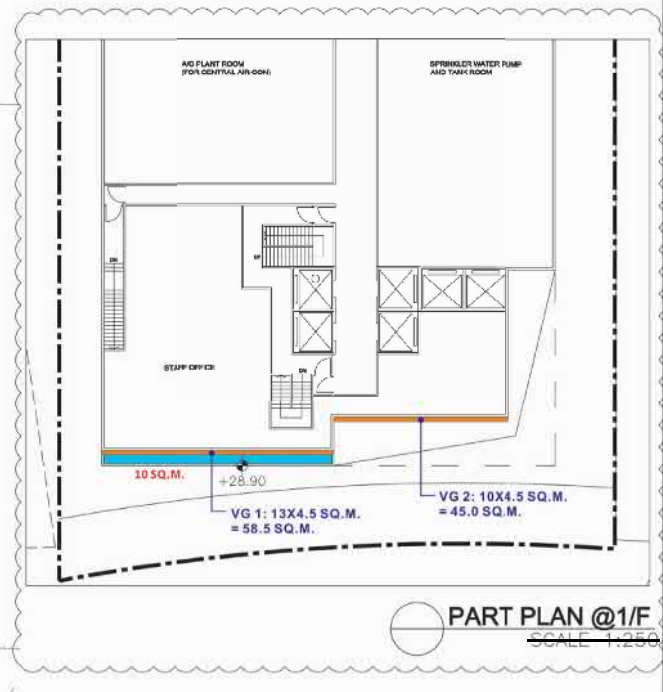 A/C PLANT ROOM
(FOR CENTRAL AIR-CON)
SPRINKLER WATER PUMP
AND TANK ROOM
DN
UP
STAFF OFFICE
DN
10 SQ.M.
+28.90
VG 1: 13X4.5 SQ.M.
= 58.5 SQ.M.
VG 2: 10X4.5 SQ.M.
= 45.0 SQ.M.
PART PLAN @1/F
SCALE 1:250